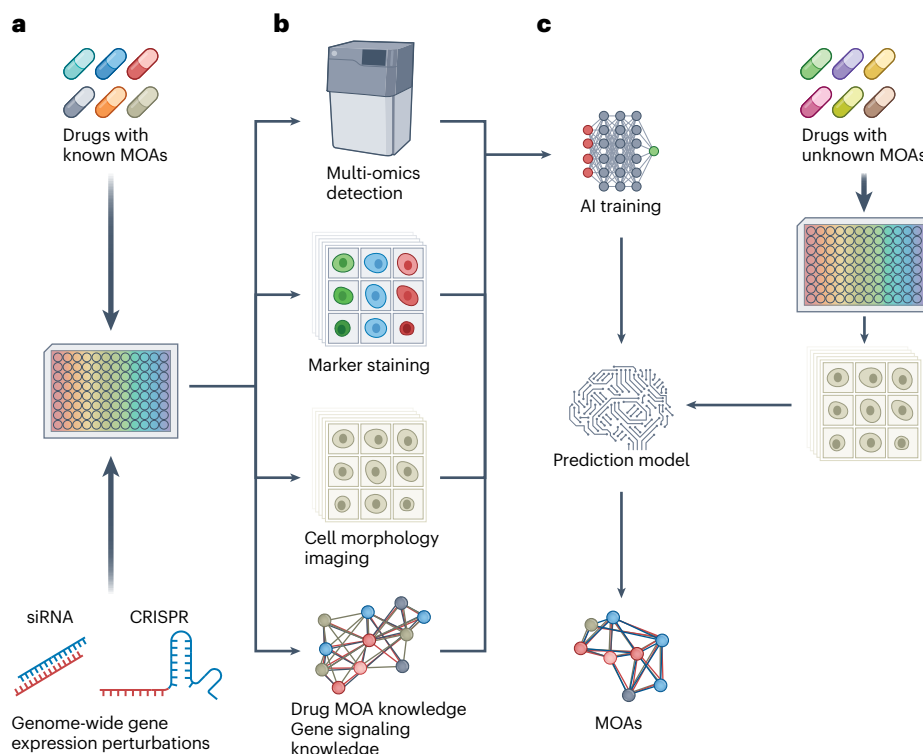 a
Drugs with
known MOAs
siRNA
CRISPR
Genome-wide gene
expression perturbations
b
Multi-omics
detection
Marker staining
Cell morphology
imaging
Drug MOA knowledge
Gene signaling
knowledge
c
AI training
Prediction model
MOAs
Drugs with
unknown MOAs